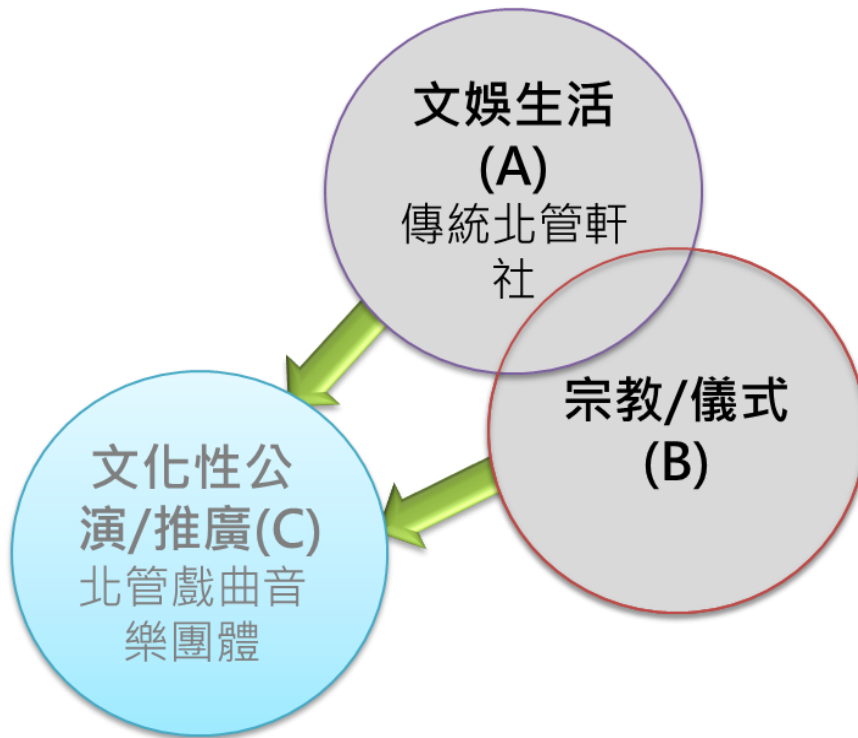 文娛生活
(A)
傳統北管軒
社
宗教/儀式
(B)
文化性公
演/推廣(C)
北管戲曲音
樂團體